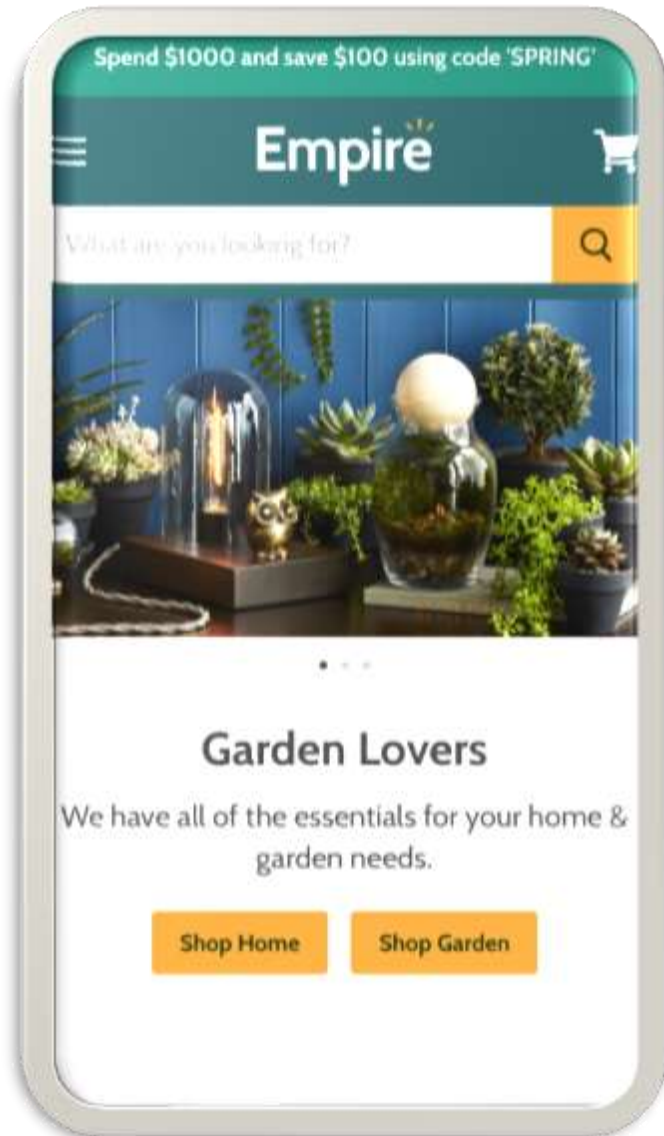 Spend $1000 and save $100 using code 'SPRING'
Empire
What are you looking for?
Garden Lovers
We have all of the essentials for your home &
garden needs.
Shop Home
Shop Garden